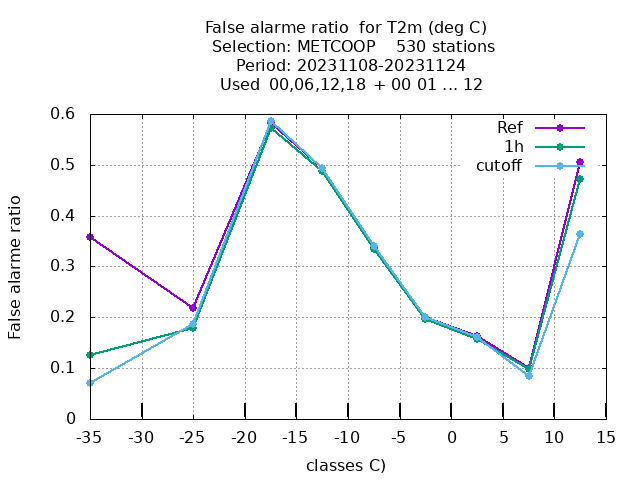 False alarme ratio  for T2m (deg C)
Selection: METCOOP    530 stations
Period: 20231108-20231124
Used  00,06,12,18  + 00 01 ... 12
0.6
0.5
0.4
0.3
0.2
0.1
0
False alarme ratio
Ref
1h
cutoff
-35 -30 -25 -20 -15 -10 -5 0 5 10 15
classes C)